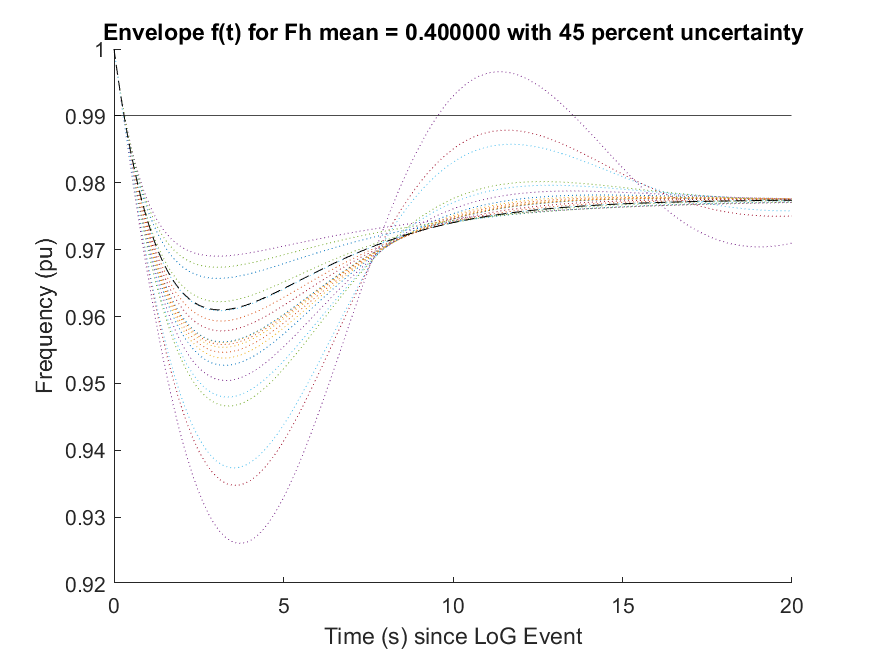 Envelope f(t) for Fh mean = 0.400000 with 45 percent uncertainty
1
0.99
0.98
0.97
0.96
0.95
0.94
0.93
0.92
Frequency (pu)
0 5 10 15 20
Time (s) since LoG Event